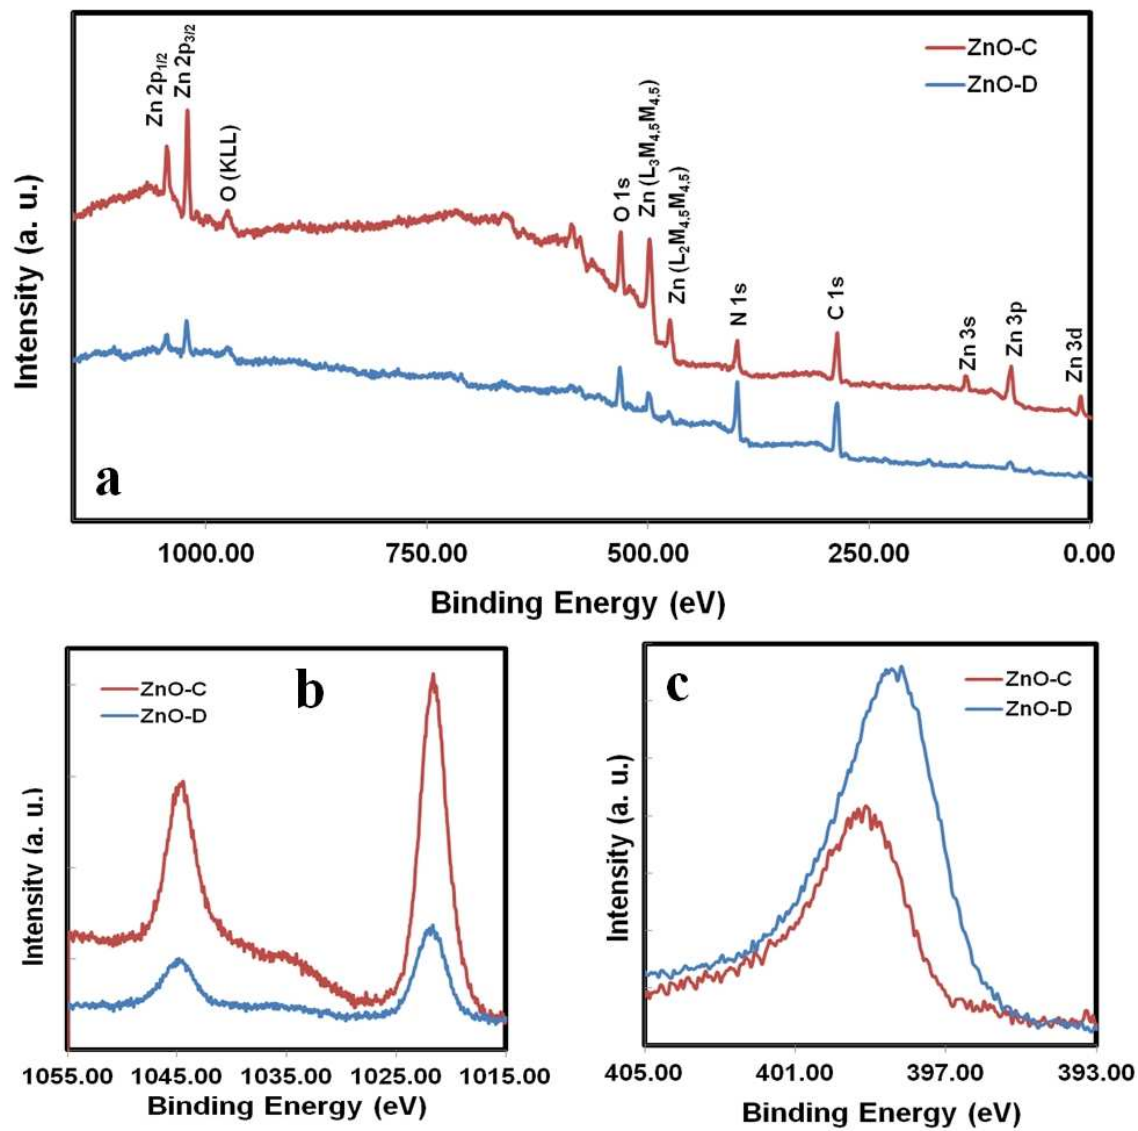 ZnO-C
ZnO-D
Zn 2p1/2
Zn 2p3/2
O (KLL)
O 1s
Zn (L3M4,5M4,5)
Zn (L2M4,5M4,5)
N 1s
C 1s
Zn 3s
Zn 3p
Zn 3d
Intensity (a. u.)
a
1000.00 750.00 500.00 250.00 0.00
Binding Energy (eV)
ZnO-C
ZnO-D
b
Intensity (a. u.)
1055.00 1045.00 1035.00 1025.00 1015.00
Binding Energy (eV)
c
ZnO-C
ZnO-D
Intensity (a. u.)
405.00 401.00 397.00 393.00
Binding Energy (eV)